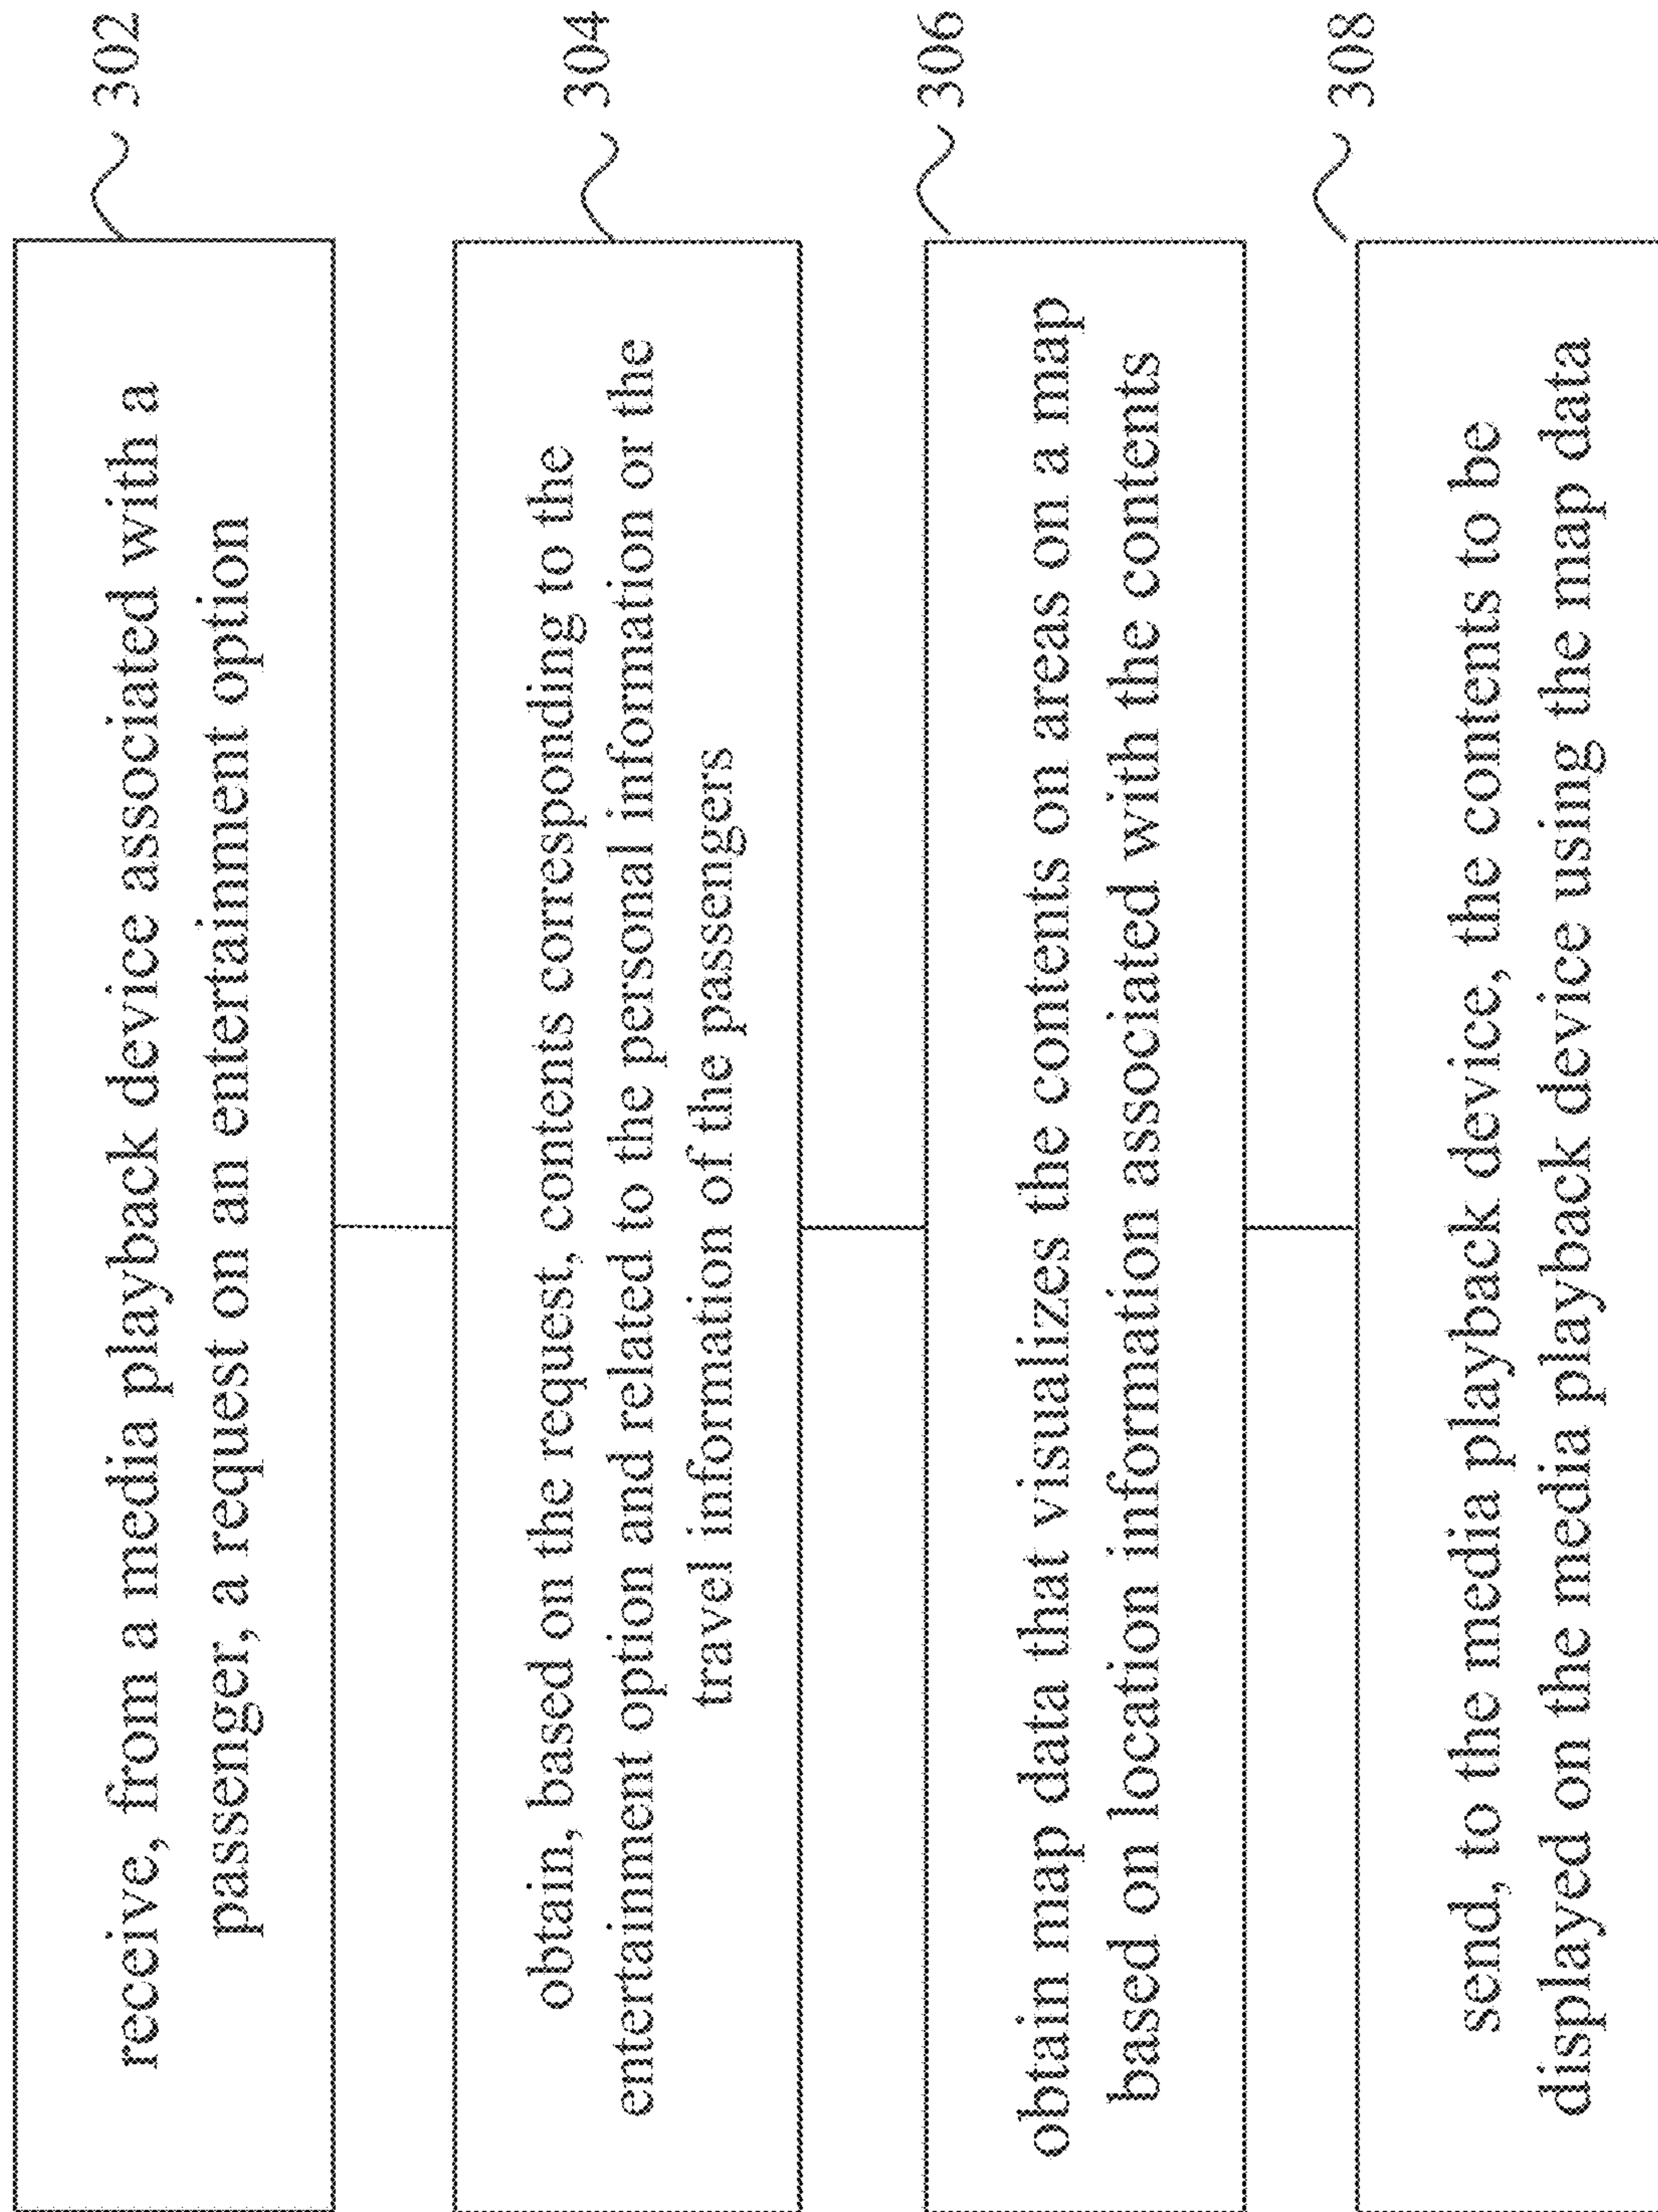 receive, from a media playback device associated with a
passenger, a request on an entertainment option
302
obtain, based on the request, contents corresponding to the
entertainment option and related to the personal information or the
travel information of the passengers
304
obtain map data that visualizes the contents on areas on a map
based on location information associated with the contents
306
send, to the media playback device, the contents to be
displayed on the media playback device using the map data
308